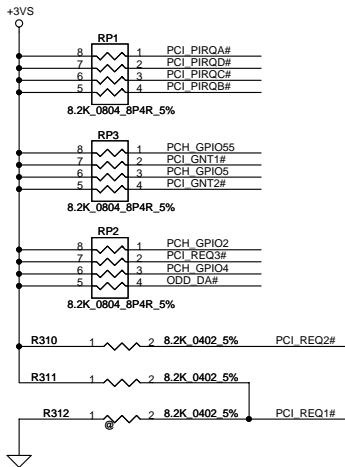 +3VS
RP1
8 1 PCI_PIRQA#
7 2 PCI_PIRQD#
6 3 PCI_PIRQC#
5 4 PCI_PIRQB#
8.2K_0804_8P4R_5%
RP3
8 1 PCH_GPIO55
7 2 PCI_GNT1#
6 3 PCH_GPIO5
5 4 PCI_GNT2#
8.2K_0804_8P4R_5%
RP2
8 1 PCH_GPIO2
7 2 PCI_REQ3#
6 3 PCH_GPIO4
5 4 ODD_DA#
8.2K_0804_8P4R_5%
R310 1 2 8.2K_0402_5% PCI_REQ2#
R311 1 2 8.2K_0402_5%
R312 1 2 8.2K_0402_5% PCI_REQ1#
@